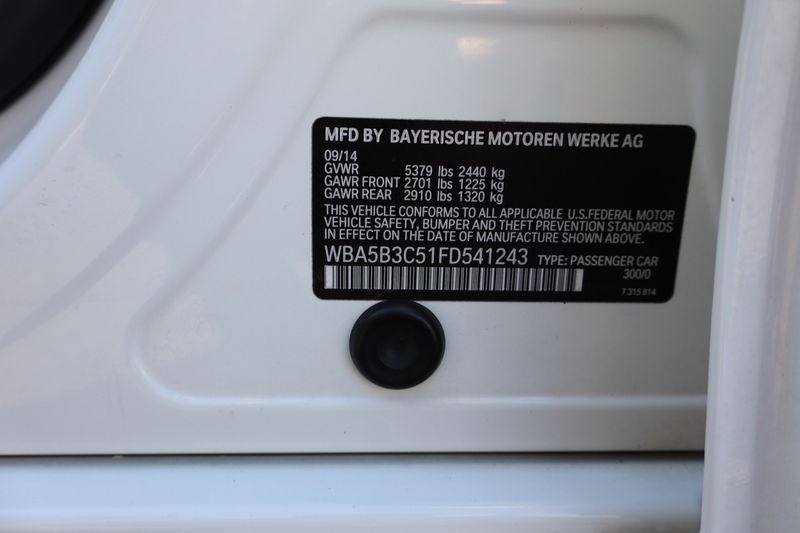 MFD BY BAYERISCHE MOTOREN WERKE AG
09/14
GVWR 5379 lbs 2440 kg
GAWR FRONT 2701 lbs 1225 kg
GAWR REAR 2910 lbs 1320 kg
THIS VEHICLE CONFORMS TO ALL APPLICABLE U.S.FEDERAL MOTOR
VEHICLE SAFETY, BUMPER AND THEFT PREVENTION STANDARDS
IN EFFECT ON THE DATE OF MANUFACTURE SHOWN ABOVE.
WBA5B3C51FD541243 TYPE: PASSENGER CAR
300/0
7 315 814